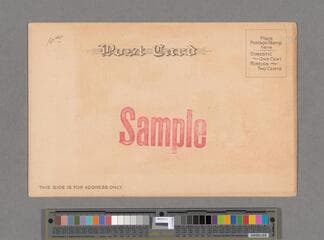 Post Card
Place
Postage Stamp
here
Domestic
One Cent
Foreign
Two Cents
Sample
THIS SIDE IS FOR ADDRESS ONLY